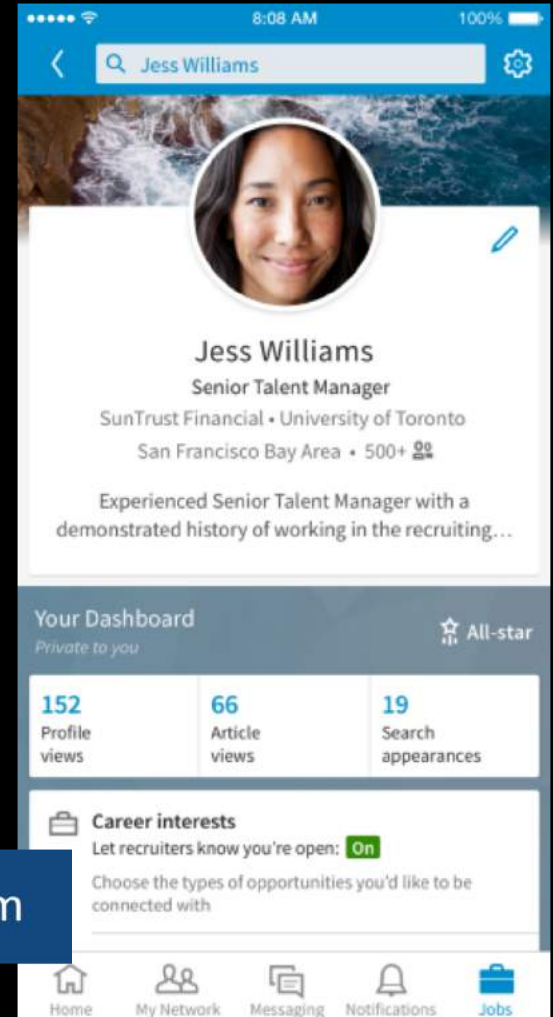 8:08 AM 100%
Jess Williams
Jess Williams
Senior Talent Manager
SunTrust Financial • University of Toronto
San Francisco Bay Area • 500+
Experienced Senior Talent Manager with a
demonstrated history of working in the recruiting...
Your Dashboard
Private to you
All-star
152
Profile
views
66
Article
views
19
Search
appearances
Career interests
Let recruiters know you're open: On
Choose the types of opportunities you'd like to be
connected with
m
Home My Network Messaging Notifications Jobs